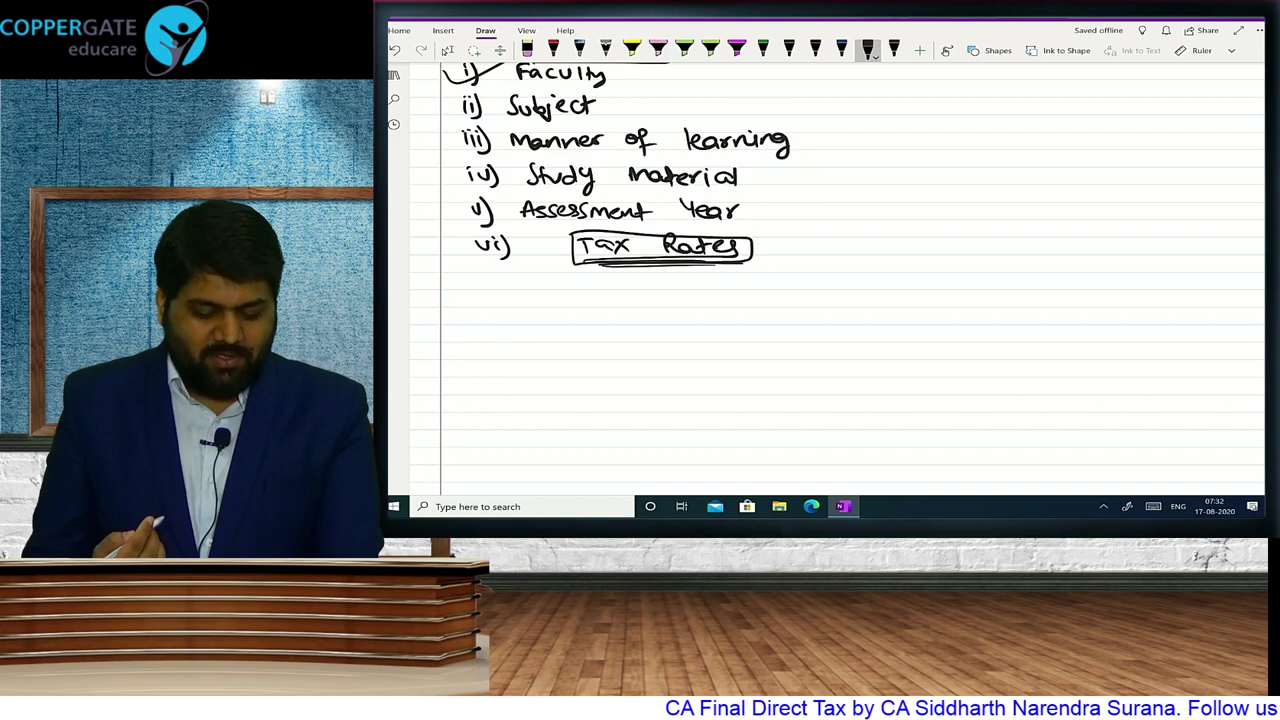 COPPERGATE
educare
Home Insert Draw View Help Saved offline Share
Shapes Ink to Shape Ink to Text Ruler
i) Faculty
ii) Subject
iii) Manner of learning
iv) Study Material
v) Assessment Year
vi) Tax Rates
Type here to search
ENG
07:32
17-08-2020
CA Final Direct Tax by CA Siddharth Narendra Surana. Follow us